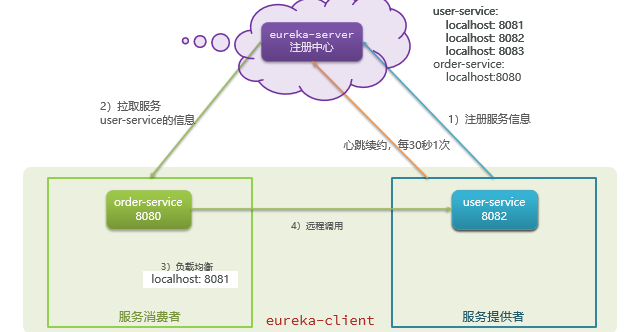 eureka-server
注册中心
user-service:
localhost: 8081
localhost: 8082
localhost: 8083
order-service:
localhost:8080
2）拉取服务
user-service的信息
1）注册服务信息
心跳续约，每30秒1次
order-service
8080
user-service
8082
4）远程调用
3）负载均衡
localhost: 8081
服务消费者
eureka-client
服务提供者